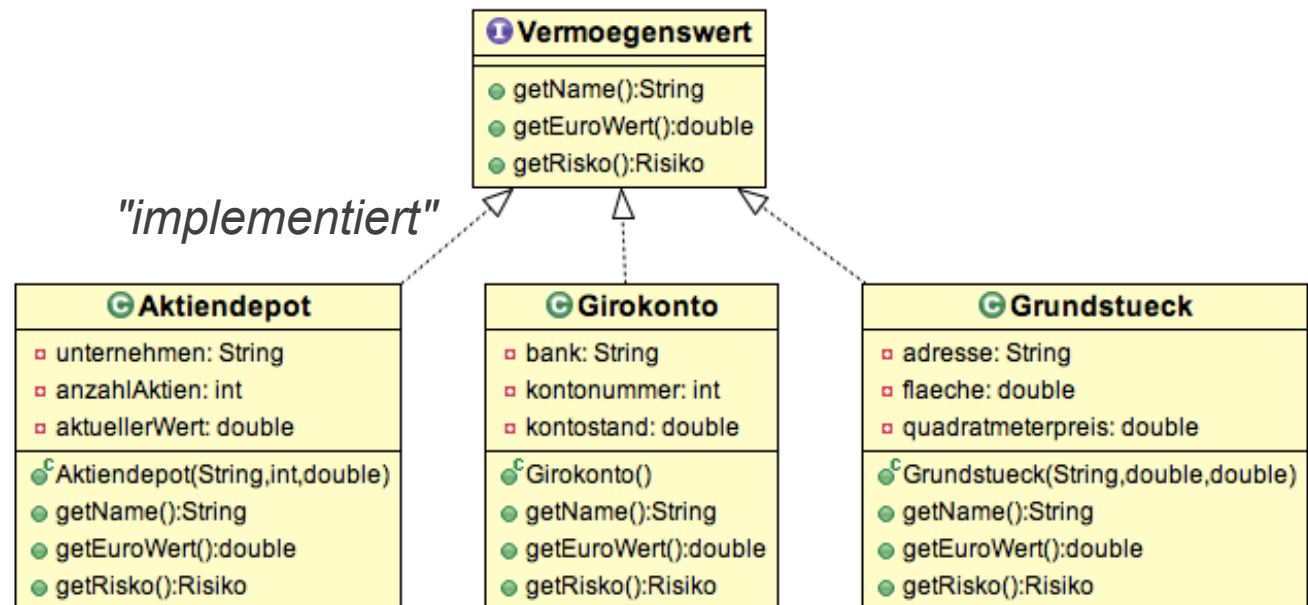 Vermoegenswert
getName():String
getEuroWert():double
getRisko():Risiko
"implementiert"
Aktiendepot
unternehmen: String
anzahlAktien: int
aktuellerWert: double
Aktiendepot(String,int,double)
getName():String
getEuroWert():double
getRisko():Risiko
Girokonto
bank: String
kontonummer: int
kontostand: double
Girokonto()
getName():String
getEuroWert():double
getRisko():Risiko
Grundstueck
adresse: String
flaeche: double
quadratmeterpreis: double
Grundstueck(String,double,double)
getName():String
getEuroWert():double
getRisko():Risiko